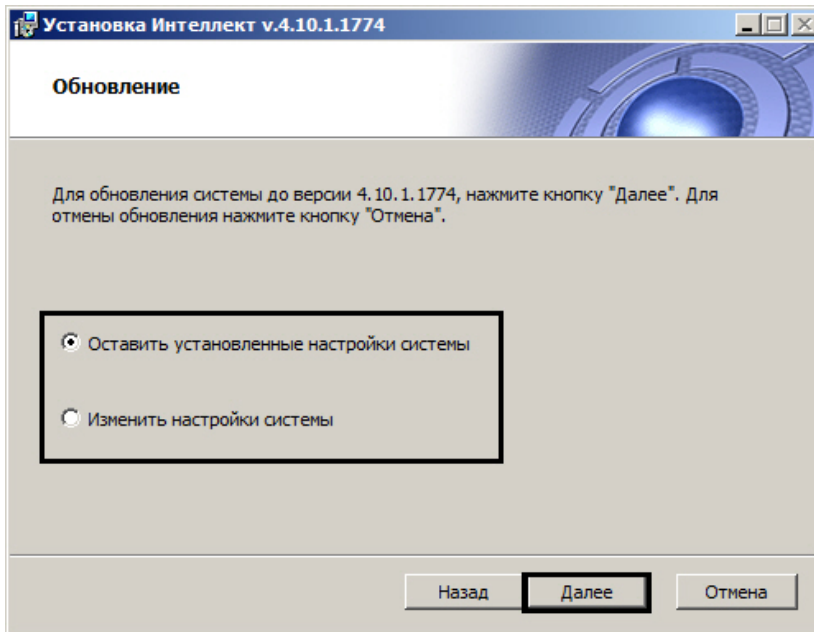 Установка Интеллект v.4.10.1.1774
Обновление
Для обновления системы до версии 4.10.1.1774, нажмите кнопку "Далее". Для
отмены обновления нажмите кнопку "Отмена".
Оставить установленные настройки системы
Изменить настройки системы
Назад
Далее
Отмена